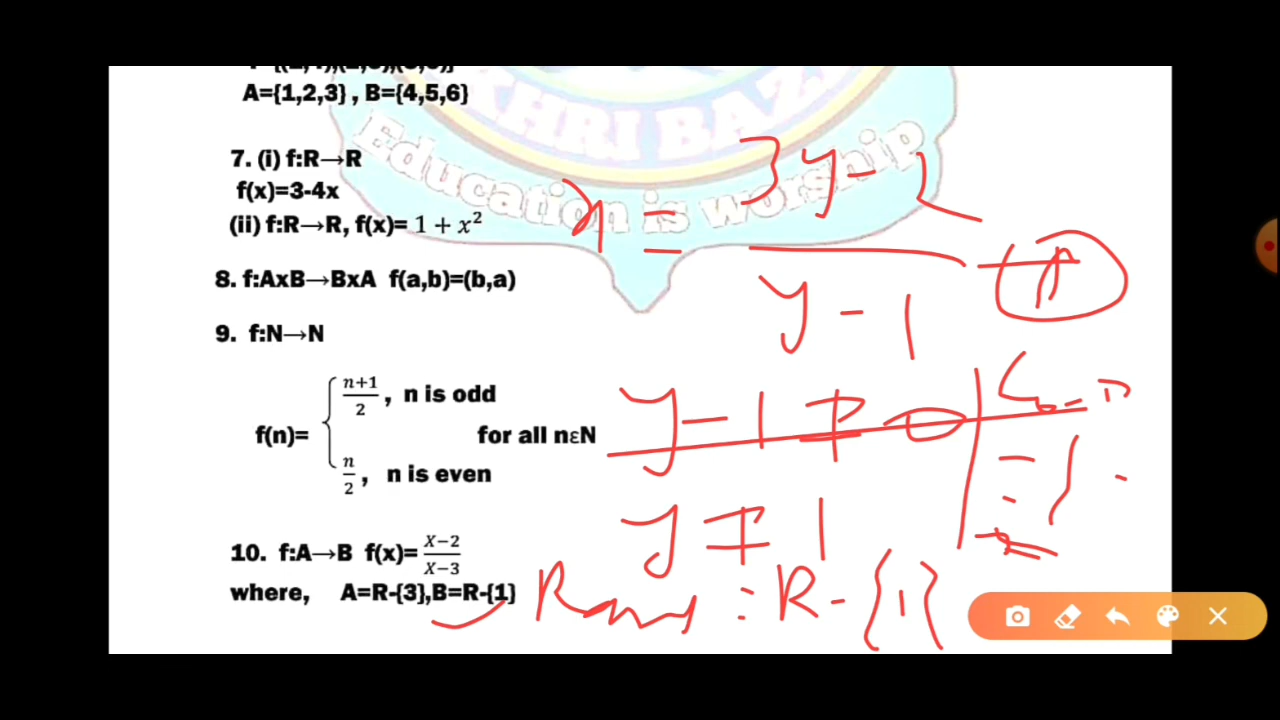 A={1,2,3} , B={4,5,6}
HRI BAZ
Education is worship
7. (i) f:R→R
f(x)=3-4x
(ii) f:R→R, f(x)= 1 + x²
8. f:AxB→BxA f(a,b)=(b,a)
9. f:N→N
f(n)= { n+1/2 , n is odd
for all nεN
n/2 , n is even
10. f:A→B f(x)= X−2/X−3
where, A=R-{3},B=R-{1}
x = 3y - 2
y - 1
y - 1 ≠ 0
y ≠ 1
= R - {1}